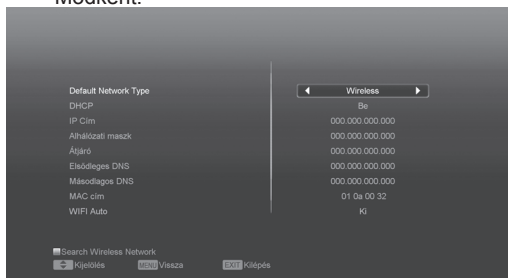 Módként.
Default Network Type Wireless
DHCP Be
IP Cím 000.000.000.000
Alhálózati maszk 000.000.000.000
Átjáró 000.000.000.000
Elsődleges DNS 000.000.000.000
Másodlagos DNS 000.000.000.000
MAC cím 01 0a 00 32
WIFI Auto Ki
Search Wireless Network
Kijelölés MENU Vissza EXIT Kilépés